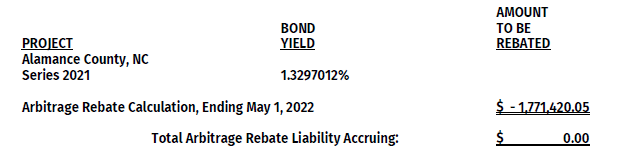 AMOUNT
BOND TO BE
PROJECT YIELD REBATED
Alamance County, NC
Series 2021 1.3297012%
Arbitrage Rebate Calculation, Ending May 1, 2022 $ - 1,771,420.05
Total Arbitrage Rebate Liability Accruing: $ 0.00